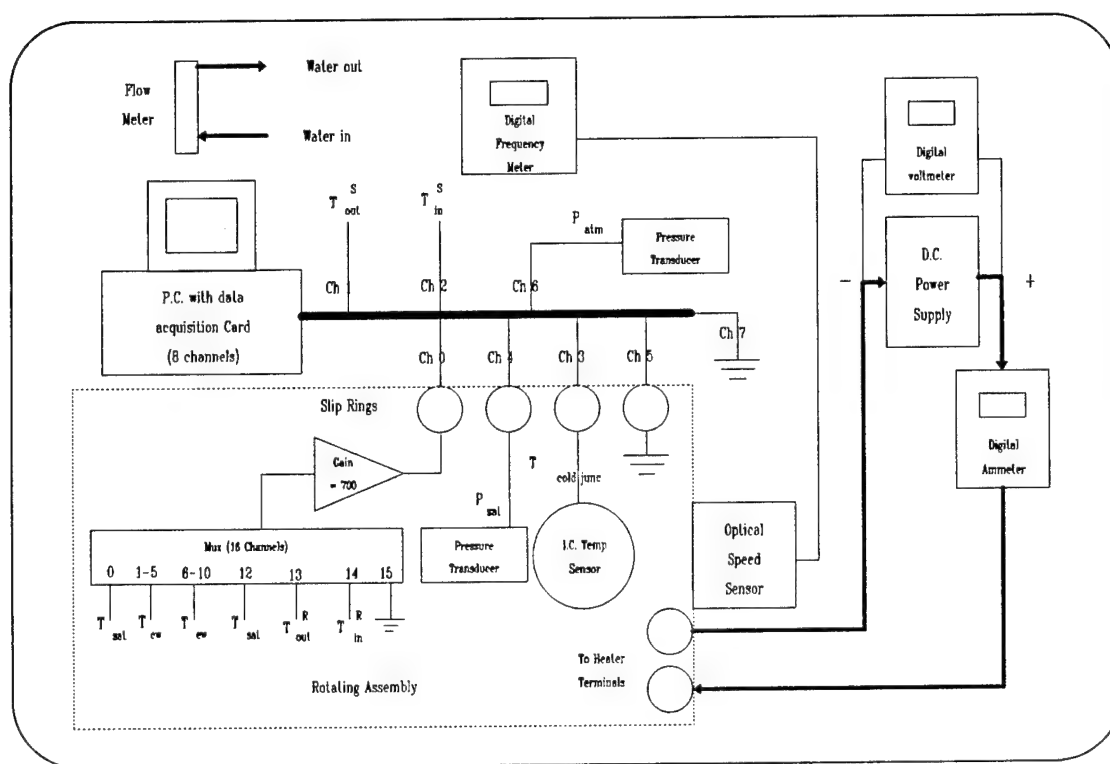 Flow
Meter
Water out
Water in
Digital
Frequency
Meter
Digital
voltmeter
T S out
T S in
P atm
Pressure
Transducer
D.C.
Power
Supply
-
+
P.C. with data
acquisition Card
(8 channels)
Ch 1
Ch 2
Ch 6
Ch 7
Ch 0
Ch 4
Ch 3
Ch 5
Slip Rings
Digital
Ammeter
Gain
= 700
T cold junc
P sat
Mux (16 Channels)
0 1-5 6-10 12 13 14 15
T sat
T cw
T ew
T sat
T R out
T R in
Pressure
Transducer
I.C. Temp
Sensor
Optical
Speed
Sensor
To Heater
Terminals
Rotating Assembly